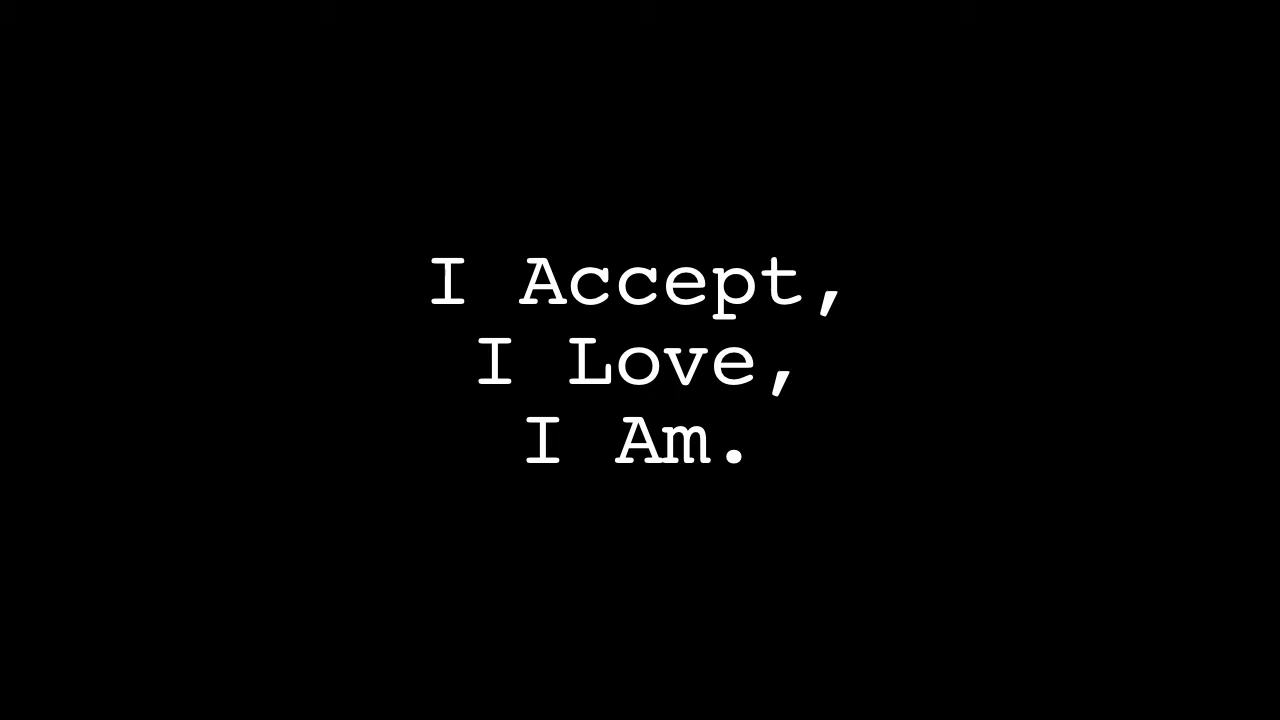 I Accept,
I Love,
I Am.